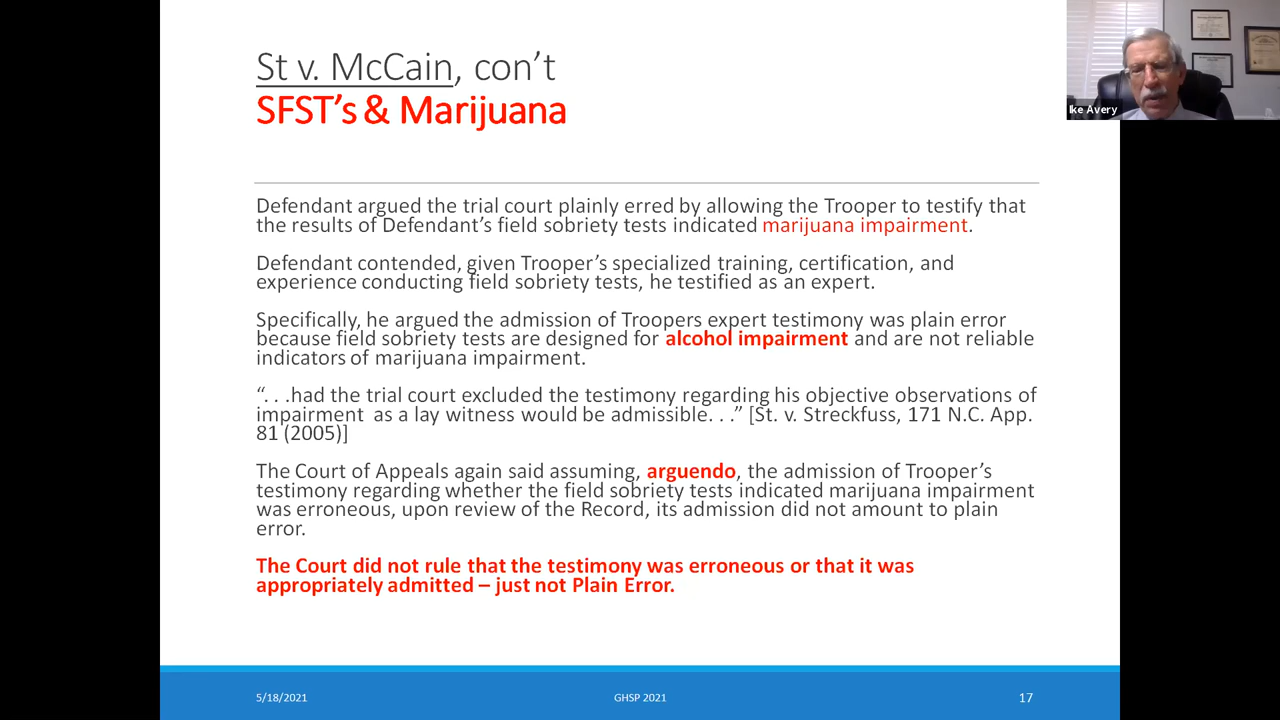 St v. McCain, con’t
SFST’s & Marijuana
Defendant argued the trial court plainly erred by allowing the Trooper to testify that
the results of Defendant’s field sobriety tests indicated marijuana impairment.
Defendant contended, given Trooper’s specialized training, certification, and
experience conducting field sobriety tests, he testified as an expert.
Specifically, he argued the admission of Troopers expert testimony was plain error
because field sobriety tests are designed for alcohol impairment and are not reliable
indicators of marijuana impairment.
“. . .had the trial court excluded the testimony regarding his objective observations of
impairment as a lay witness would be admissible. . .” [St. v. Streckfuss, 171 N.C. App.
81 (2005)]
The Court of Appeals again said assuming, arguendo, the admission of Trooper’s
testimony regarding whether the field sobriety tests indicated marijuana impairment
was erroneous, upon review of the Record, its admission did not amount to plain
error.
The Court did not rule that the testimony was erroneous or that it was
appropriately admitted – just not Plain Error.
5/18/2021
GHSP 2021
17
Ike Avery